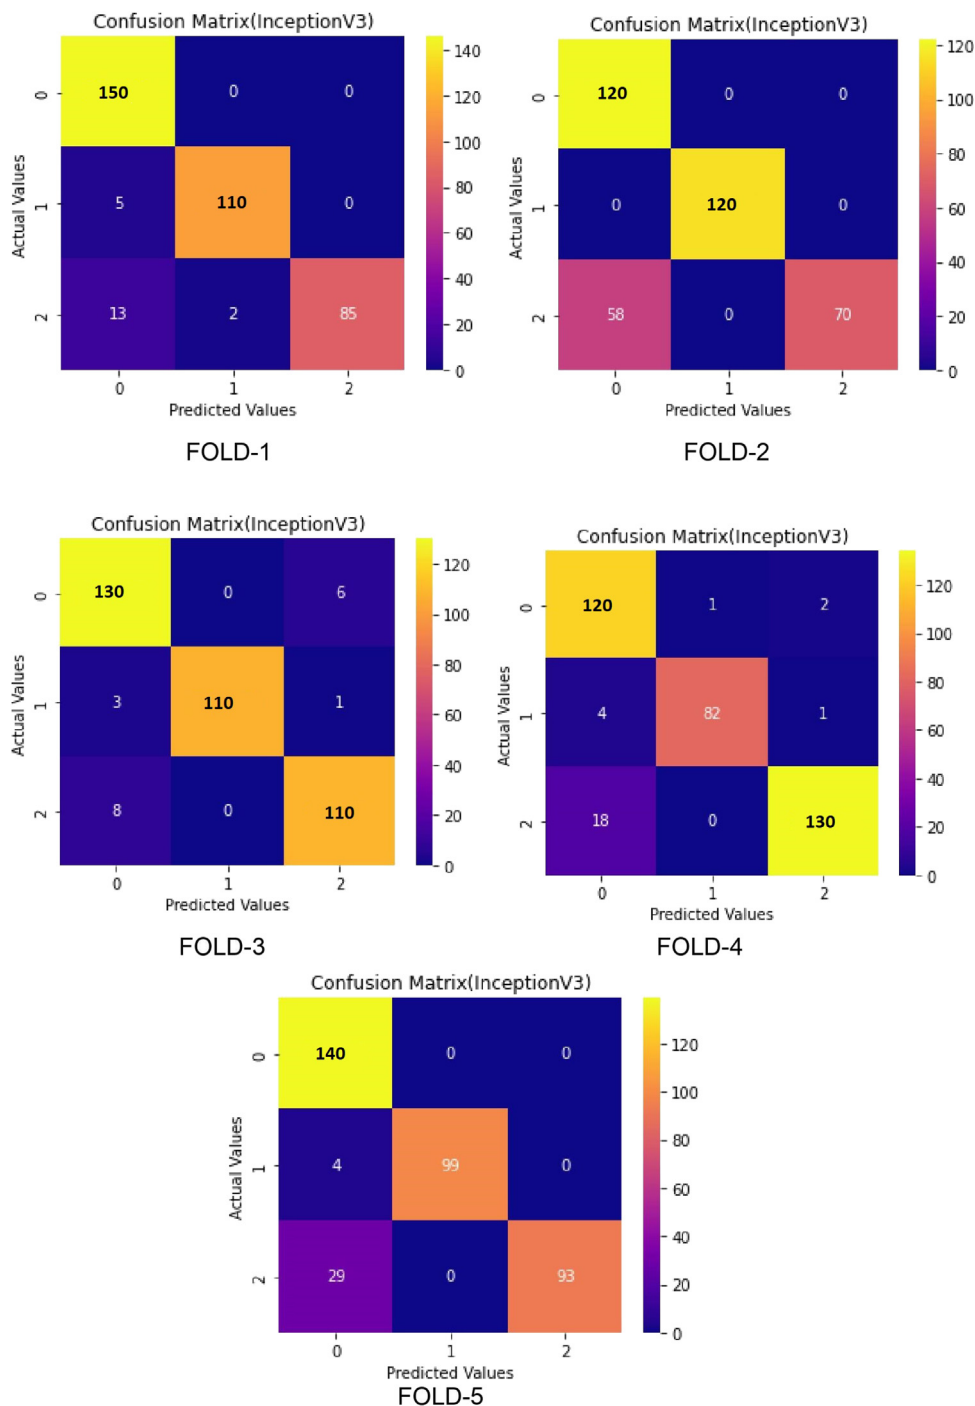 Confusion Matrix(InceptionV3)
150 0 0
5 110 0
13 2 85
0
1
2
Actual Values
0 1 2
Predicted Values
140
120
100
80
60
40
20
0
FOLD-1
Confusion Matrix(InceptionV3)
120 0 0
0 120 0
58 0 70
0
1
2
Actual Values
0 1 2
Predicted Values
120
100
80
60
40
20
0
FOLD-2
Confusion Matrix(InceptionV3)
130 0 6
3 110 1
8 0 110
0
1
2
Actual Values
0 1 2
Predicted Values
120
100
80
60
40
20
0
FOLD-3
Confusion Matrix(InceptionV3)
120 1 2
4 82 1
18 0 130
0
1
2
Actual Values
0 1 2
Predicted Values
120
100
80
60
40
20
0
FOLD-4
Confusion Matrix(InceptionV3)
140 0 0
4 99 0
29 0 93
0
1
2
Actual Values
0 1 2
Predicted Values
120
100
80
60
40
20
0
FOLD-5